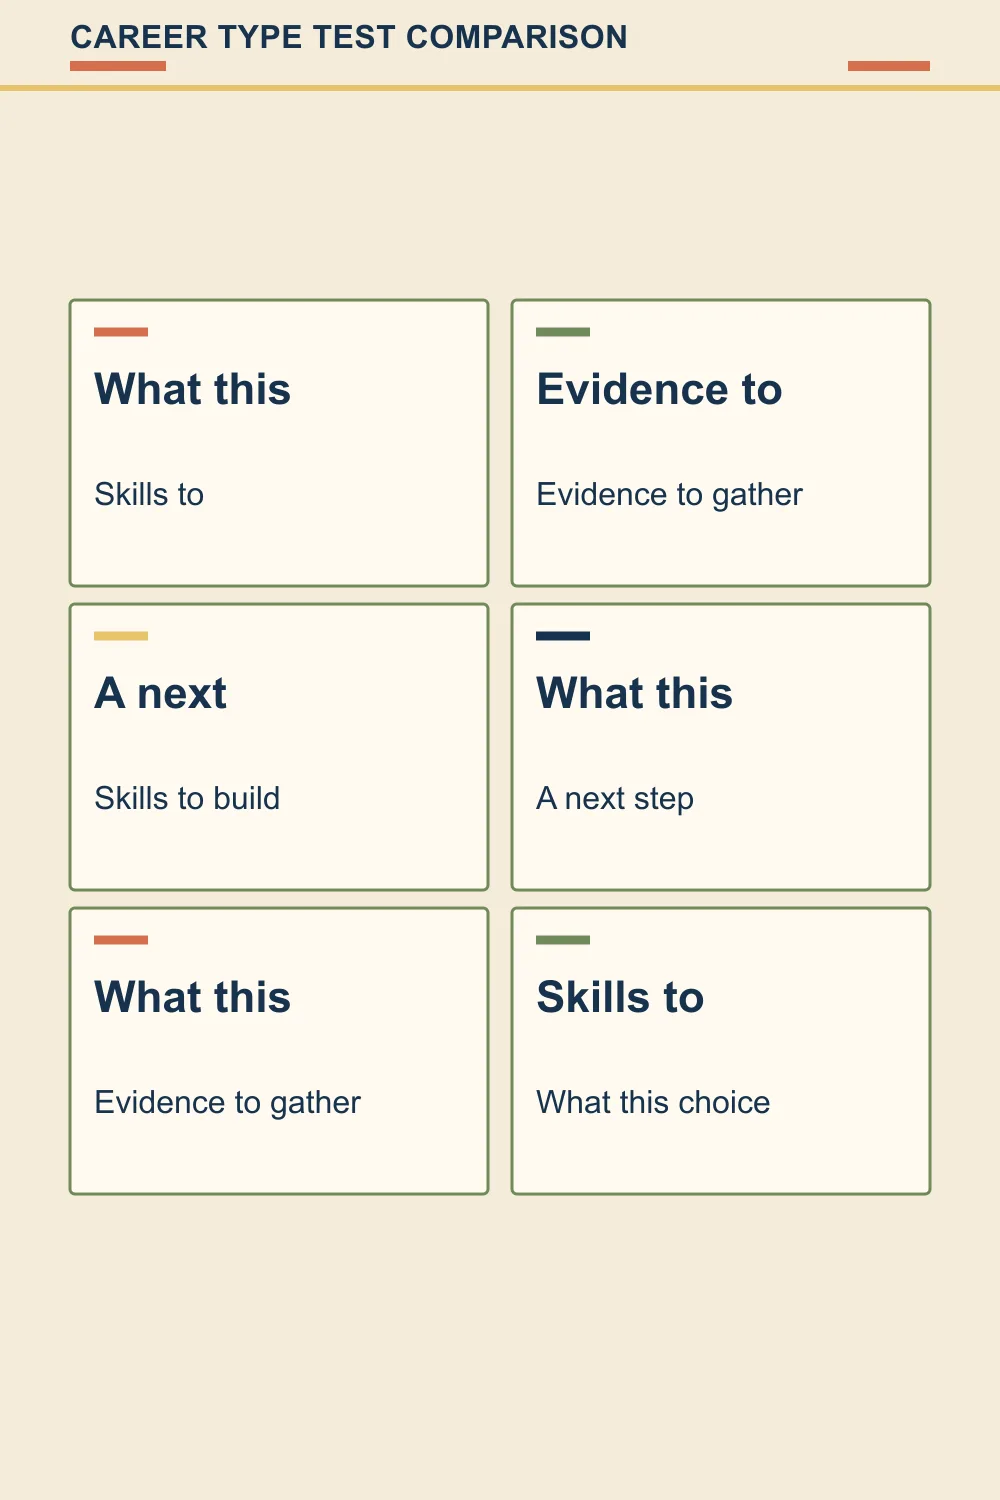 CAREER TYPE TEST COMPARISON
What this
Skills to
Evidence to
Evidence to gather
A next
Skills to build
What this
A next step
What this
Evidence to gather
Skills to
What this choice